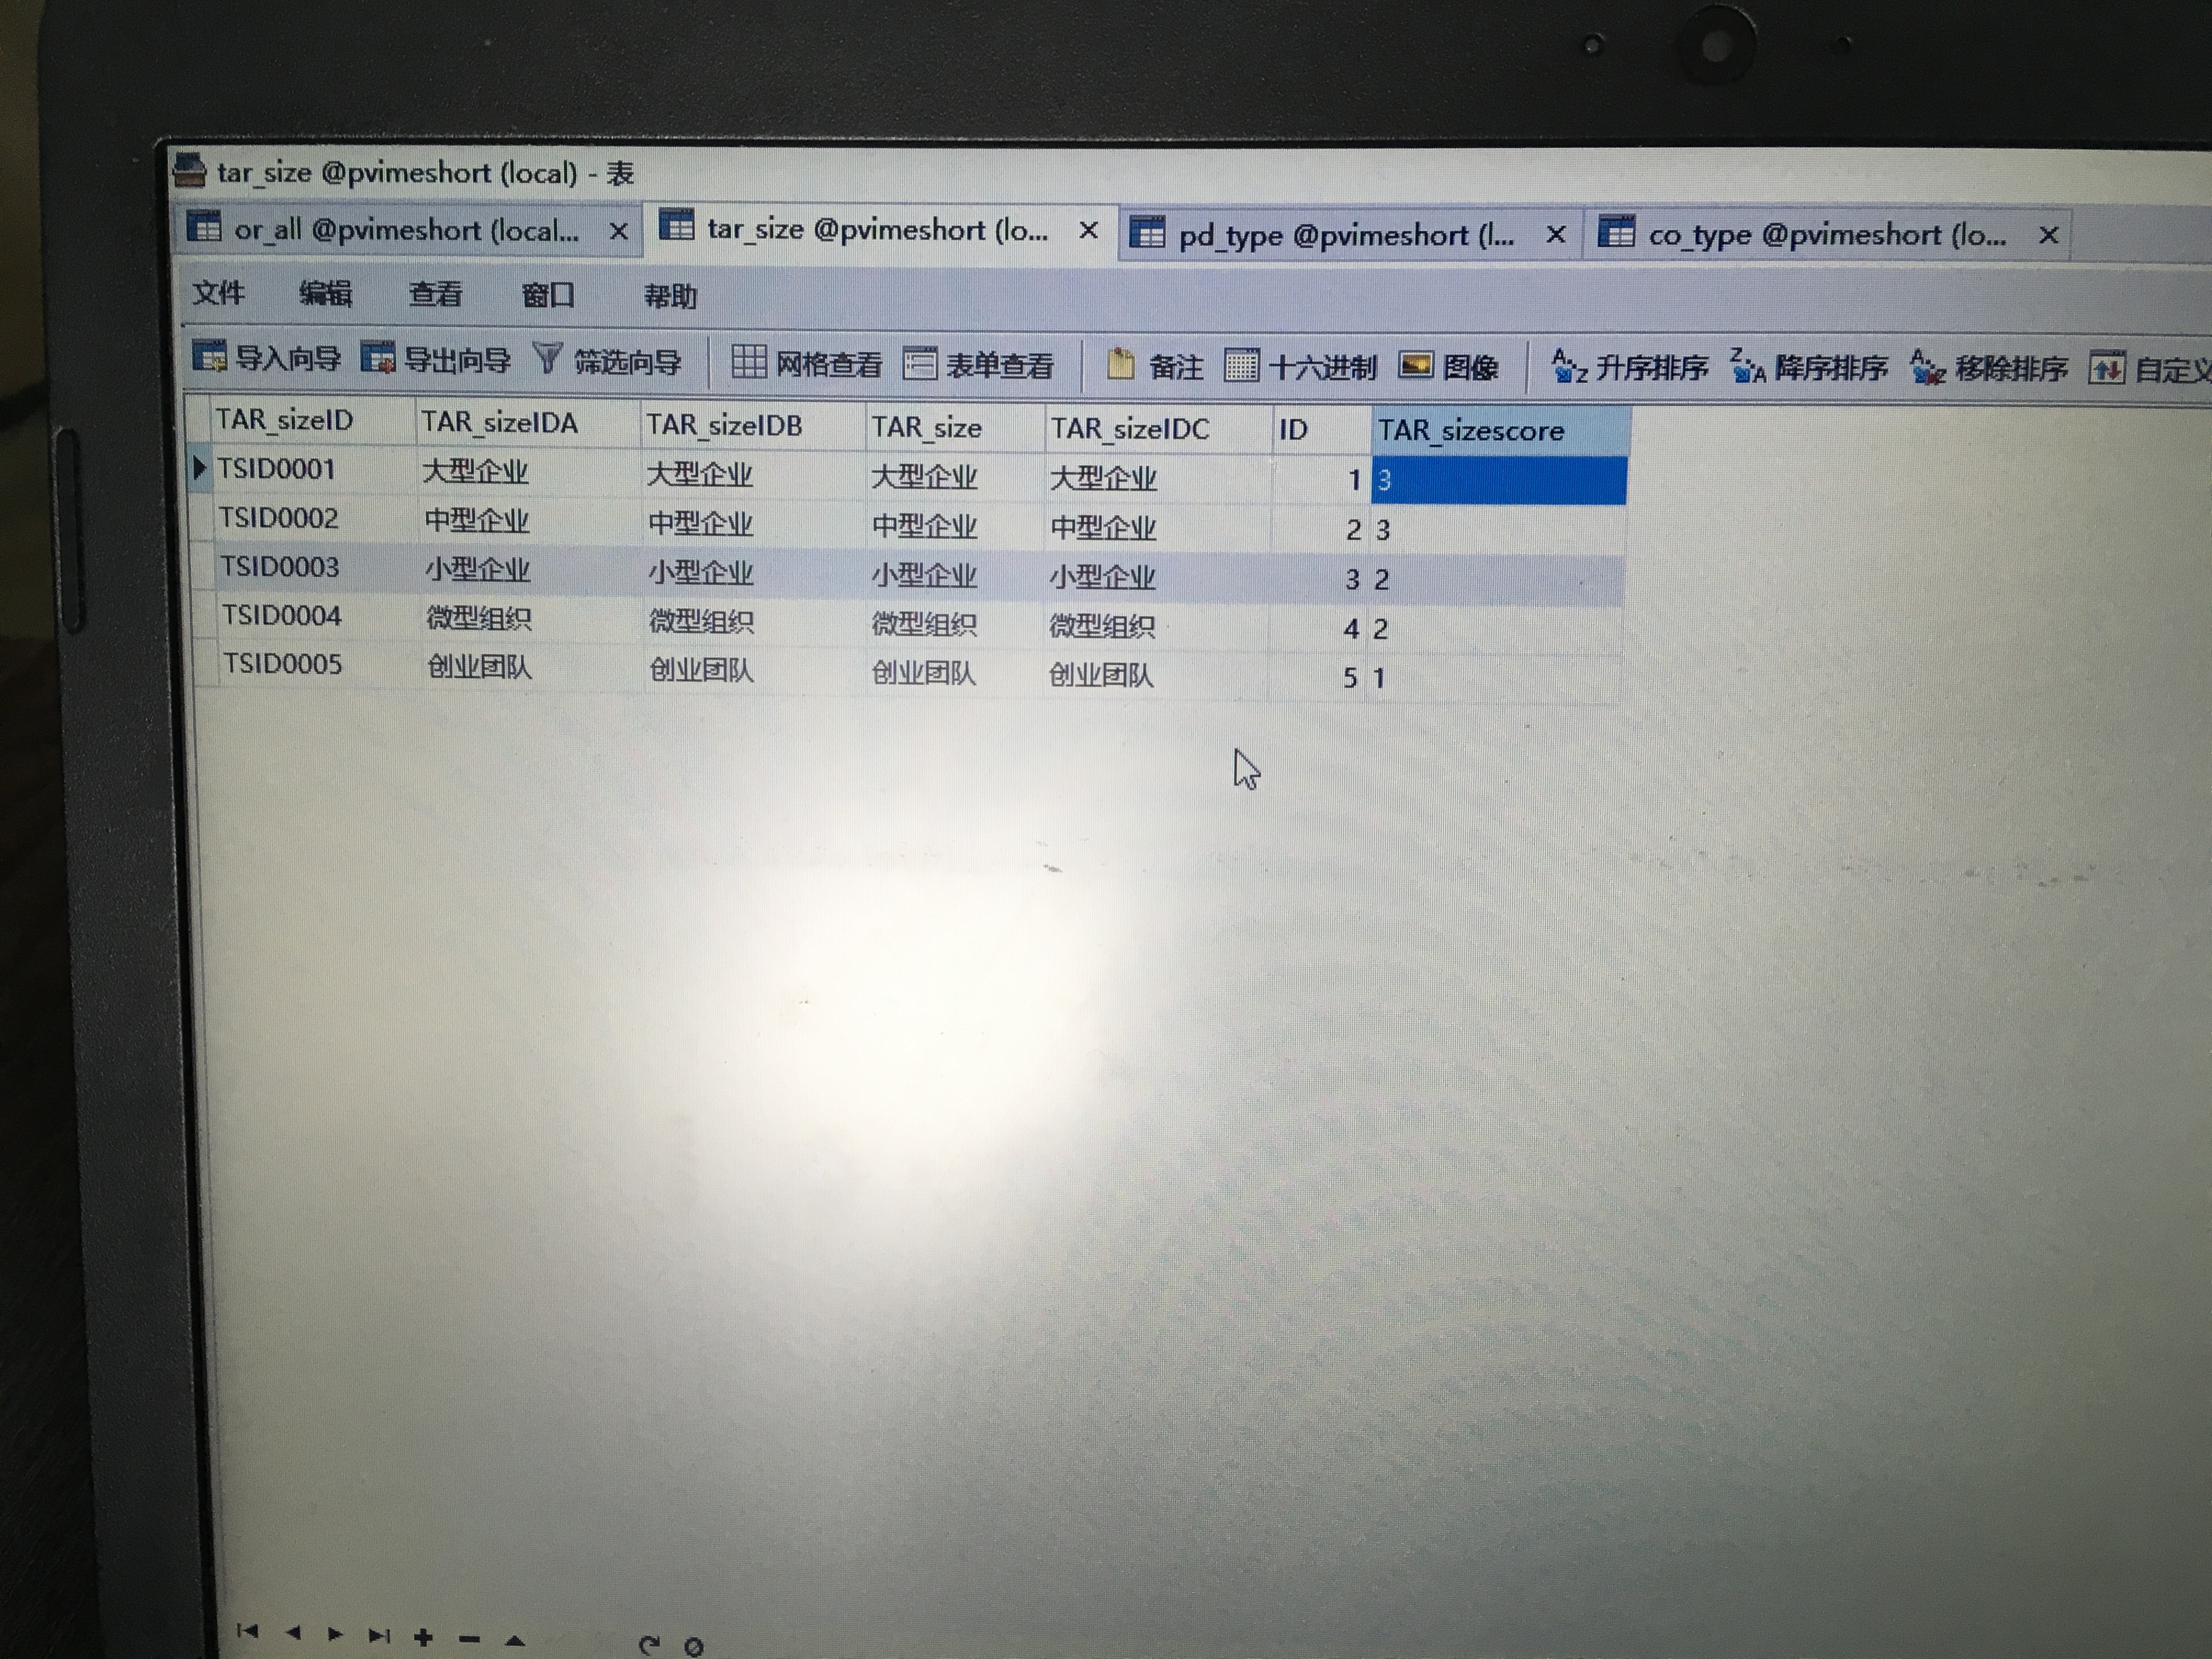 tar_size @pvimeshort (local) - 表
or_all @pvimeshort (local... tar_size @pvimeshort (lo... pd_type @pvimeshort (l... co_type @pvimeshort (lo...
文件 编辑 查看 窗口 帮助
导入向导 导出向导 筛选向导 网格查看 表单查看 备注 十六进制 图像 升序排序 降序排序 移除排序 自定义
TAR_sizeID TAR_sizeIDA TAR_sizeIDB TAR_size TAR_sizeIDC ID TAR_sizescore
TSID0001 大型企业 大型企业 大型企业 大型企业 1 3
TSID0002 中型企业 中型企业 中型企业 中型企业 2 3
TSID0003 小型企业 小型企业 小型企业 小型企业 3 2
TSID0004 微型组织 微型组织 微型组织 微型组织 4 2
TSID0005 创业团队 创业团队 创业团队 创业团队 5 1